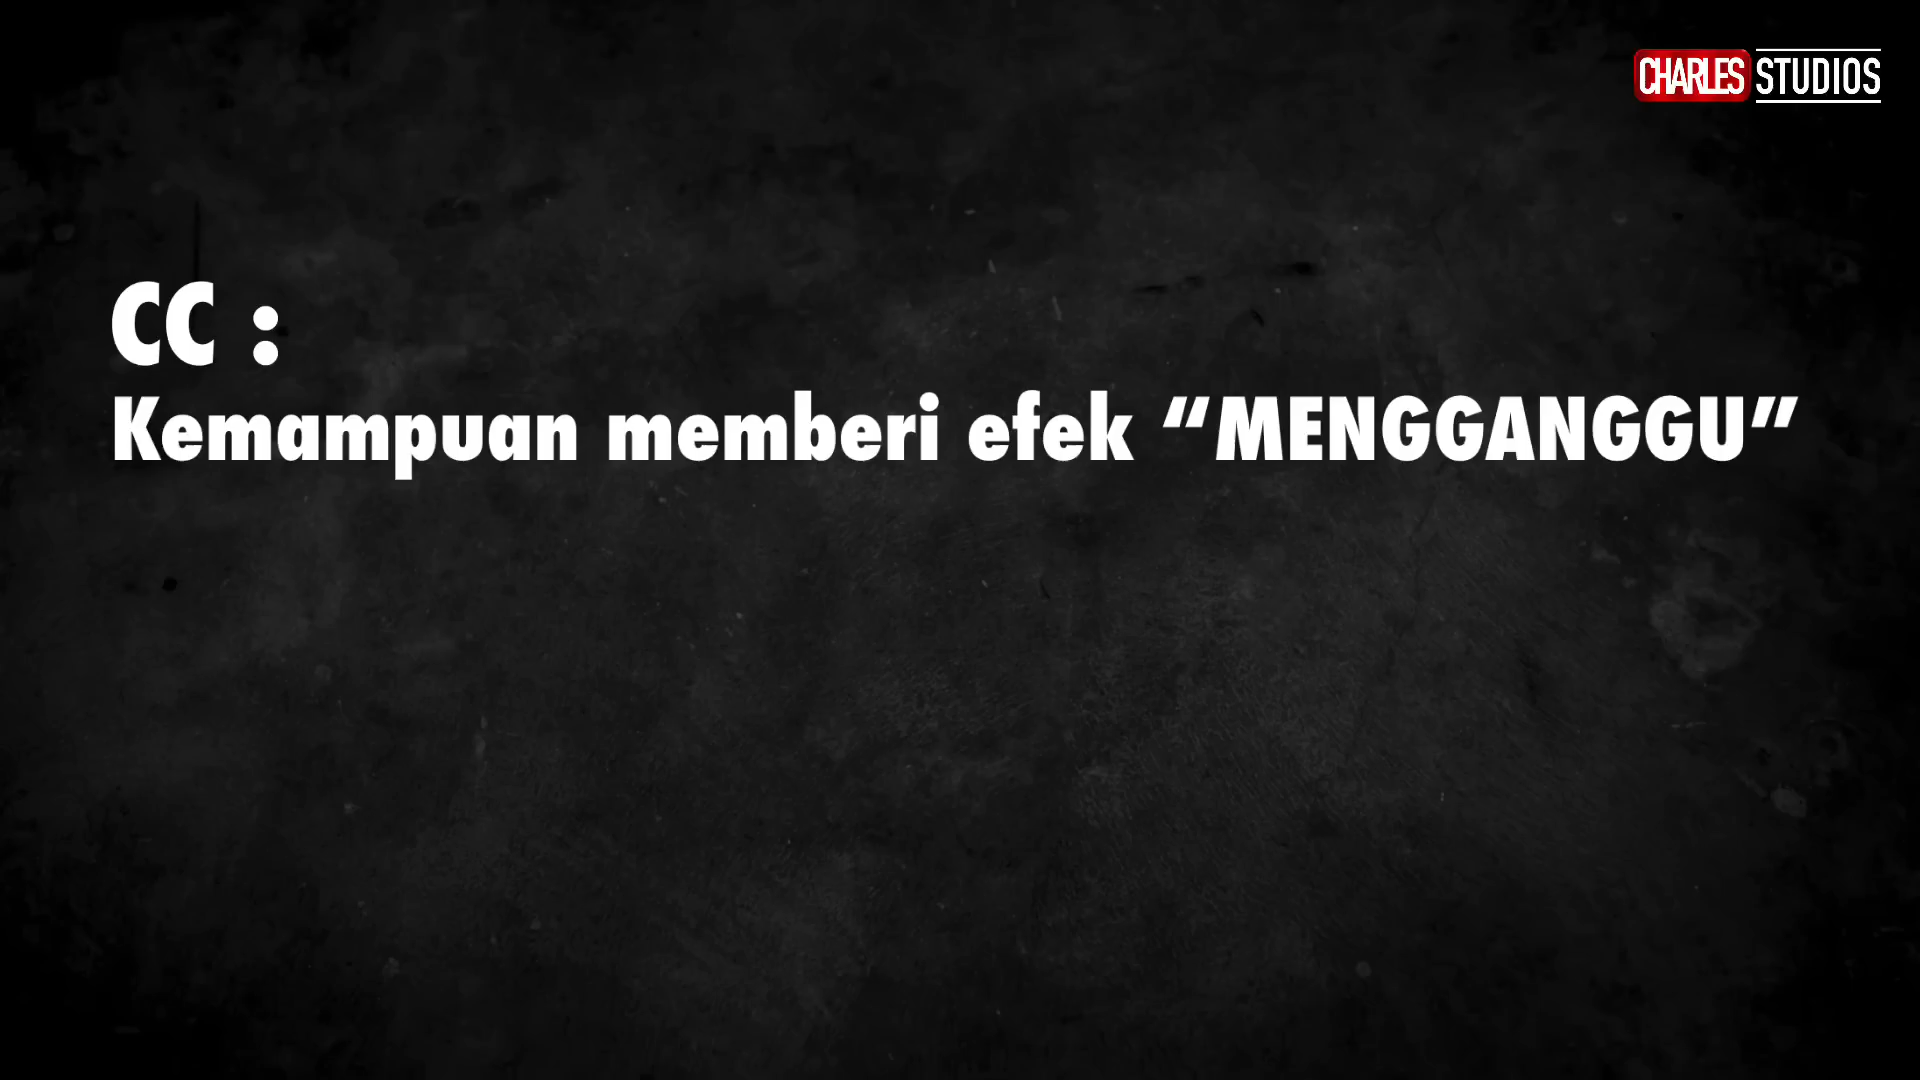 CHARLES STUDIOS
CC :
Kemampuan memberi efek “MENGGANGGU”